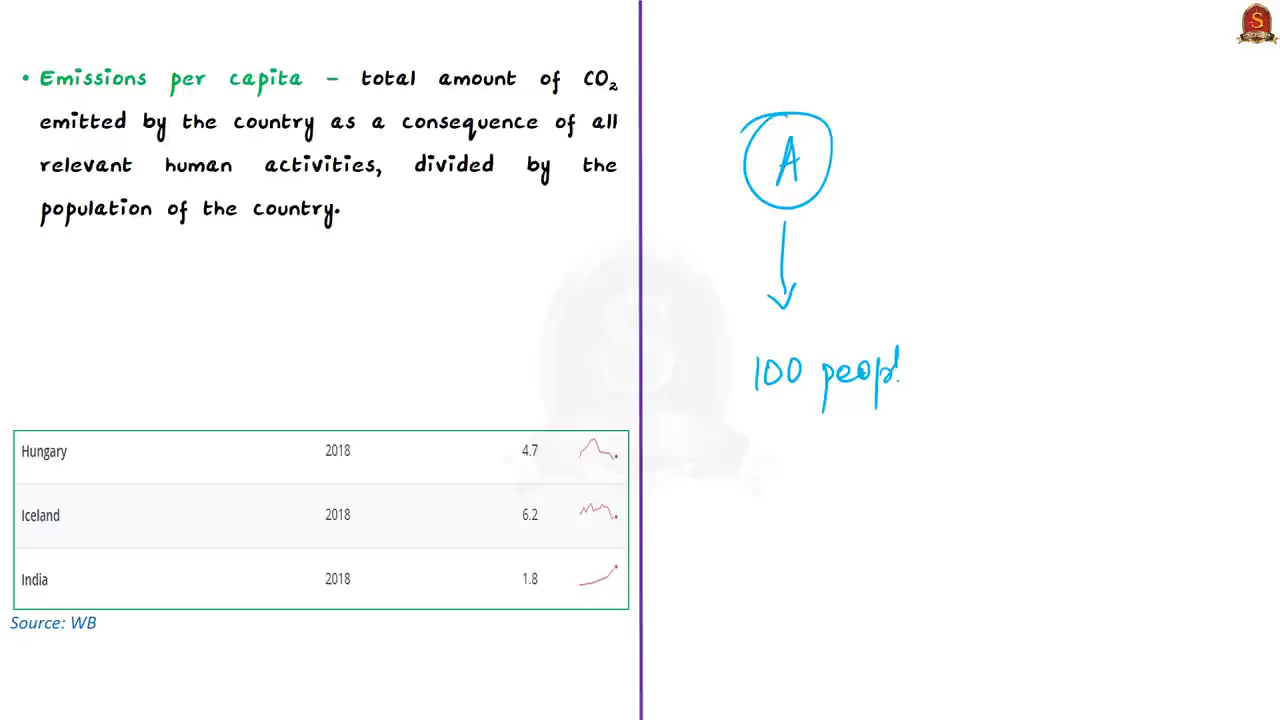 • Emissions per capita – total amount of CO₂
emitted by the country as a consequence of all
relevant human activities, divided by the
population of the country.
Hungary 2018 4.7
Iceland 2018 6.2
India 2018 1.8
Source: WB
A
100